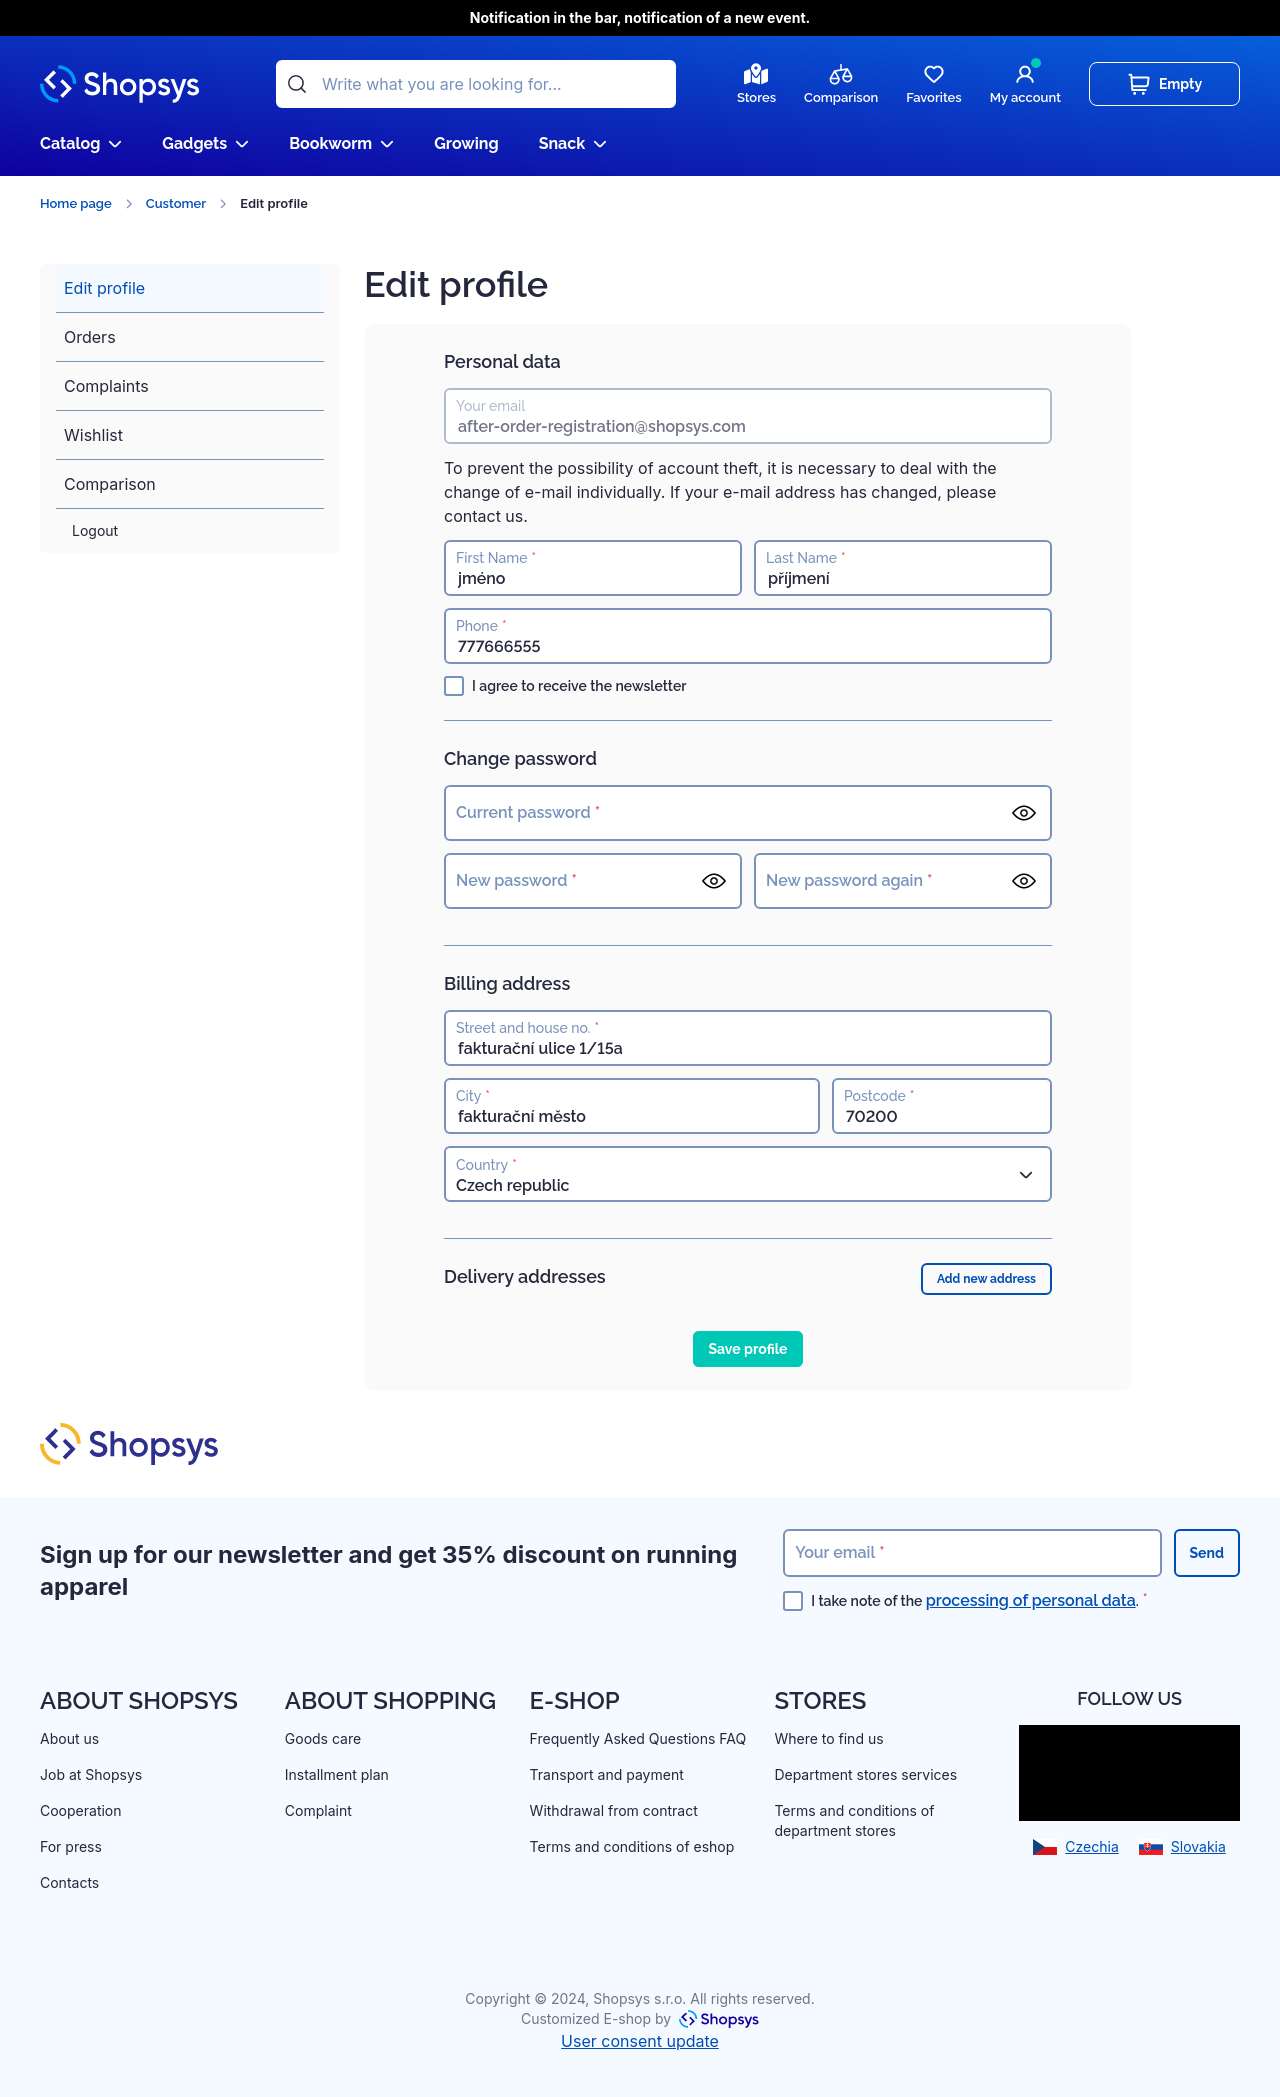 Notification in the bar, notification of a new event.
Shopsys
Write what you are looking for...
Stores
Comparison
Favorites
My account
Empty
Catalog
Gadgets
Bookworm
Growing
Snack
Home page
Customer
Edit profile
Edit profile
Orders
Complaints
Wishlist
Comparison
Logout
Edit profile
Personal data
Your email
after-order-registration@shopsys.com
To prevent the possibility of account theft, it is necessary to deal with the
change of e-mail individually. If your e-mail address has changed, please
contact us.
First Name *
jméno
Last Name *
příjmení
Phone *
777666555
I agree to receive the newsletter
Change password
Current password *
New password *
New password again *
Billing address
Street and house no. *
fakturační ulice 1/15a
City *
fakturační město
Postcode *
70200
Country *
Czech republic
Delivery addresses
Add new address
Save profile
Shopsys
Sign up for our newsletter and get 35% discount on running
apparel
Your email *
Send
I take note of the processing of personal data. *
ABOUT SHOPSYS
About us
Job at Shopsys
Cooperation
For press
Contacts
ABOUT SHOPPING
Goods care
Installment plan
Complaint
E-SHOP
Frequently Asked Questions FAQ
Transport and payment
Withdrawal from contract
Terms and conditions of eshop
STORES
Where to find us
Department stores services
Terms and conditions of
department stores
FOLLOW US
Czechia
Slovakia
Copyright © 2024, Shopsys s.r.o. All rights reserved.
Customized E-shop by Shopsys
User consent update